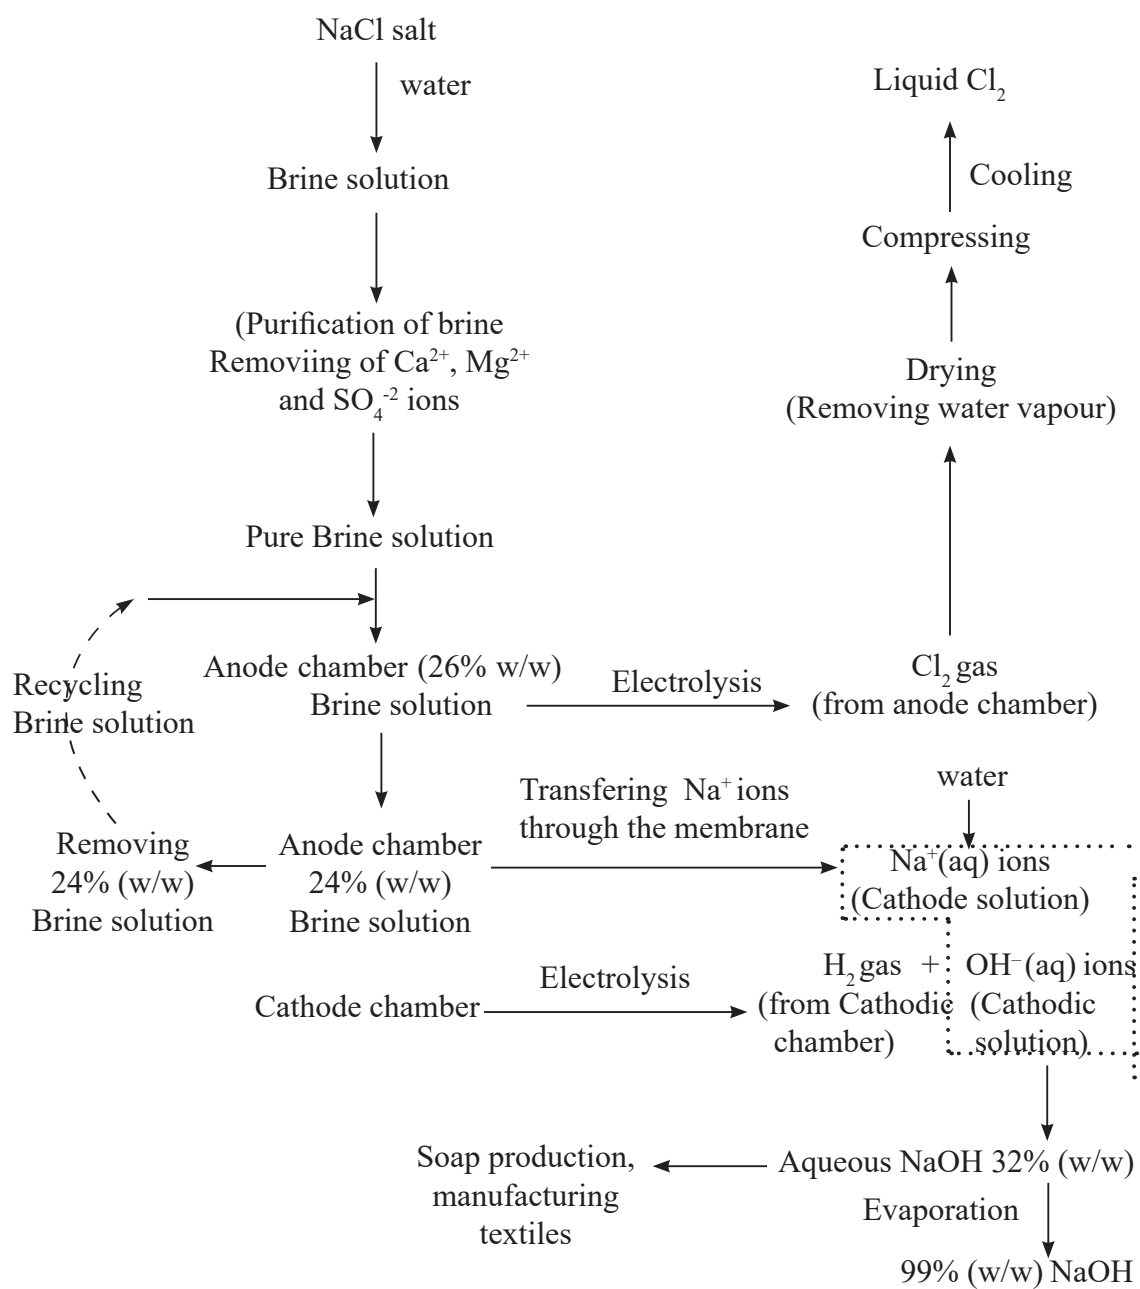 NaCl salt
water
Brine solution
(Purification of brine
Removiing of Ca²⁺, Mg²⁺
and SO₄⁻² ions
Pure Brine solution
Anode chamber (26% w/w)
Brine solution
Electrolysis
Cl₂ gas
(from anode chamber)
Drying
(Removing water vapour)
Compressing
Cooling
Liquid Cl₂
Recycling
Brine solution
Removing
24% (w/w)
Brine solution
Anode chamber
24% (w/w)
Brine solution
Transfering Na⁺ ions
through the membrane
water
Na⁺(aq) ions
(Cathode solution)
Cathode chamber
Electrolysis
H₂ gas + OH⁻ (aq) ions
(from Cathodic (Cathodic
chamber) solution)
Aqueous NaOH 32% (w/w)
Soap production,
manufacturing
textiles
Evaporation
99% (w/w) NaOH